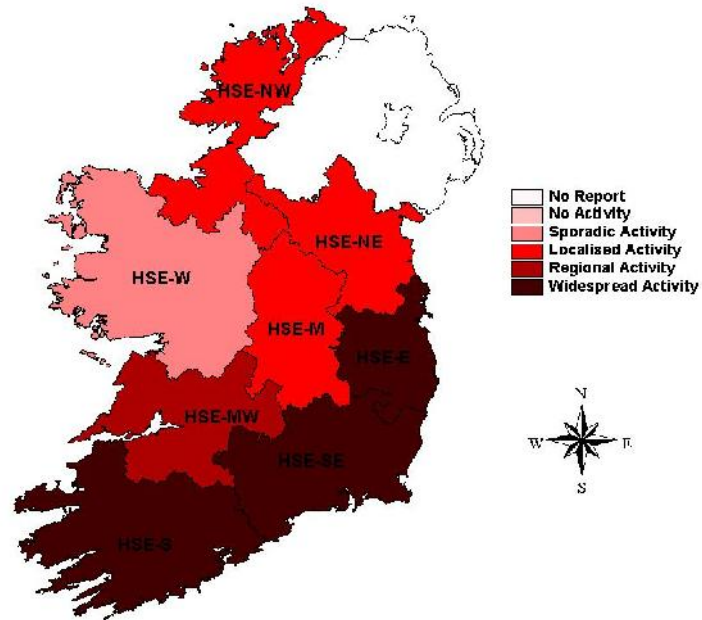 HSE-NW
HSE-NE
HSE-W
HSE-M
HSE-E
HSE-MW
HSE-SE
HSE-S
No Report
No Activity
Sporadic Activity
Localised Activity
Regional Activity
Widespread Activity
N
W E
S